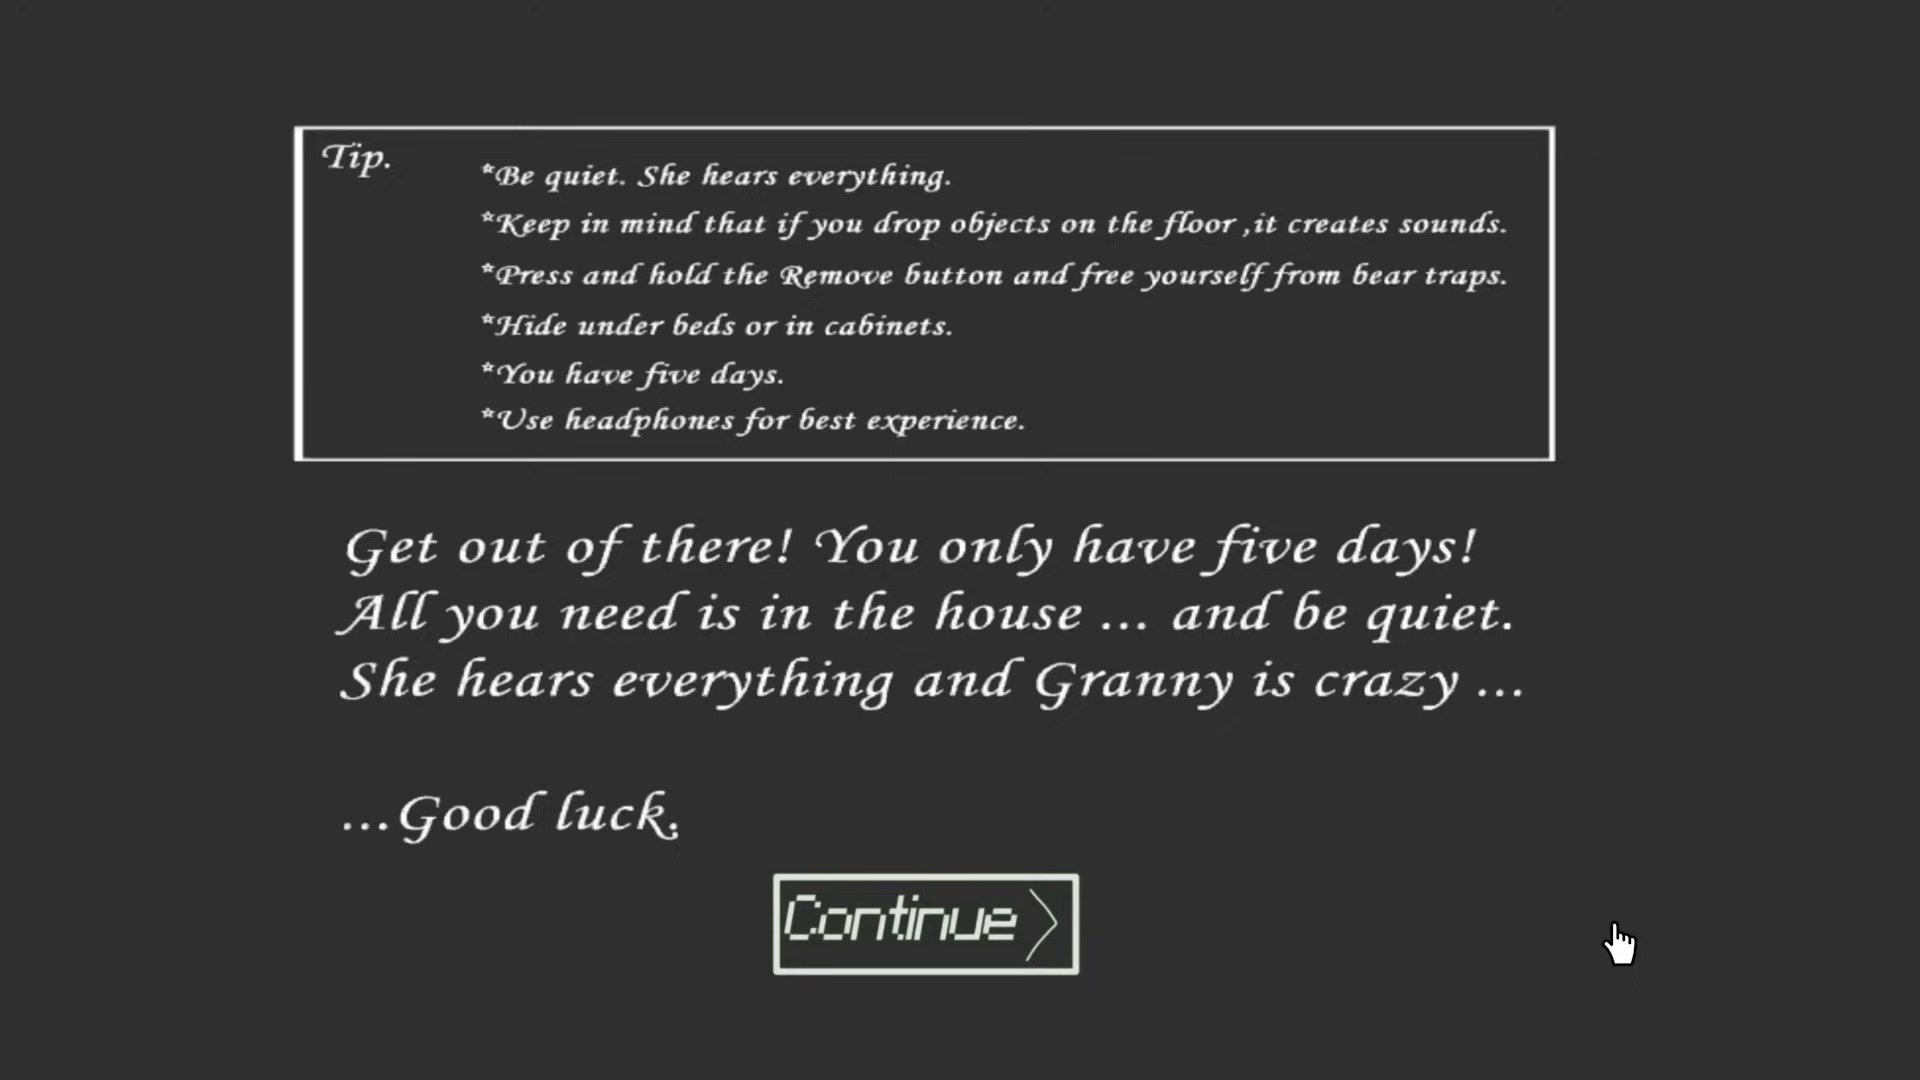 Tip.
*Be quiet. She hears everything.
*Keep in mind that if you drop objects on the floor ,it creates sounds.
*Press and hold the Remove button and free yourself from bear traps.
*Hide under beds or in cabinets.
*You have five days.
*Use headphones for best experience.
Get out of there! You only have five days!
All you need is in the house ... and be quiet.
She hears everything and Granny is crazy ...
...Good luck.
Continue